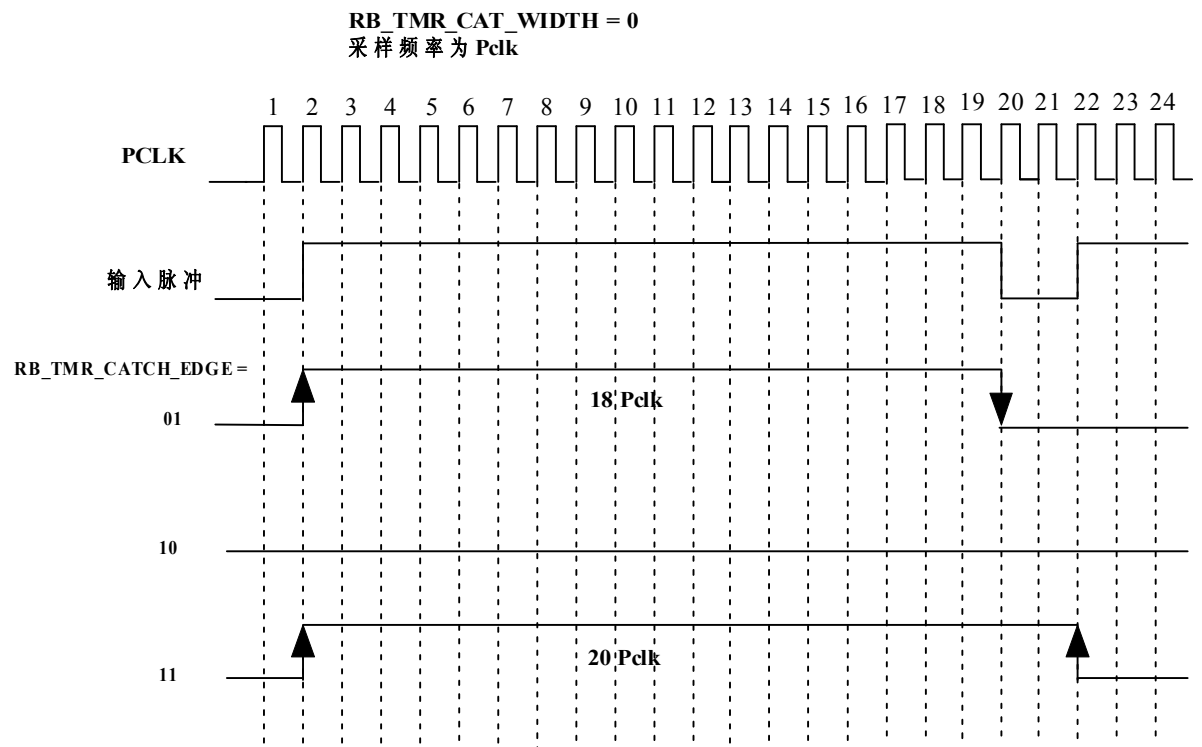 RB_TMR_CAT_WIDTH = 0
采样频率为 Pclk
1 2 3 4 5 6 7 8 9 10 11 12 13 14 15 16 17 18 19 20 21 22 23 24
PCLK
输入脉冲
RB_TMR_CATCH_EDGE =
18 Pclk
01
10
20 Pclk
11